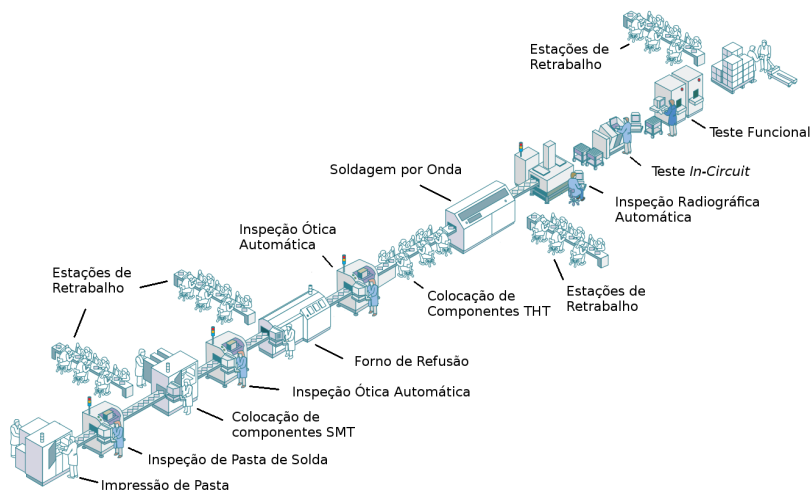 Estações de
Retrabalho
Teste Funcional
Teste In-Circuit
Soldagem por Onda
Inspeção Radiográfica
Automática
Inspeção Ótica
Automática
Estações de
Retrabalho
Estações de
Retrabalho
Colocação de
Componentes THT
Forno de Refusão
Inspeção Ótica Automática
Colocação de
componentes SMT
Inspeção de Pasta de Solda
Impressão de Pasta